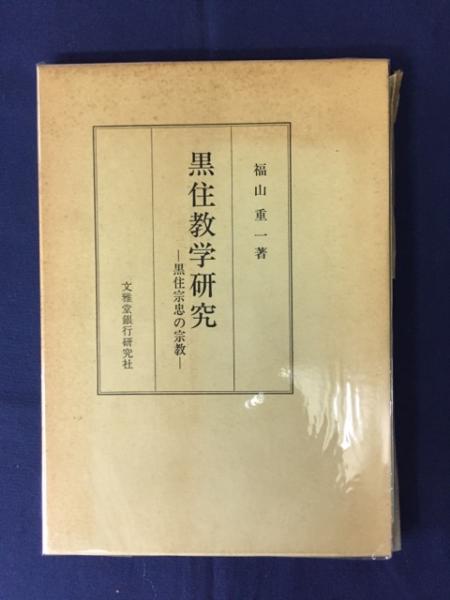 福山重一著
黒住教学研究
―黒住宗忠の宗教―
文雅堂銀行研究社